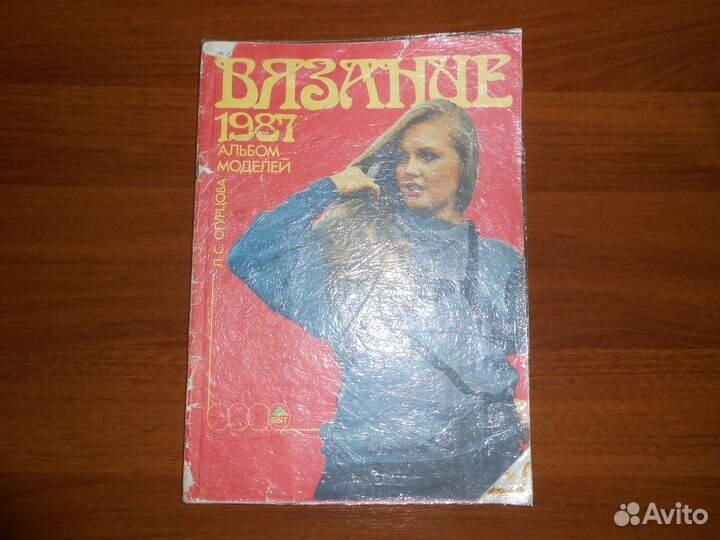 ВЯЗАНИЕ
1987
АЛЬБОМ
МОДЕЛЕЙ
Л. С. ОГУРЦОВА
Avito